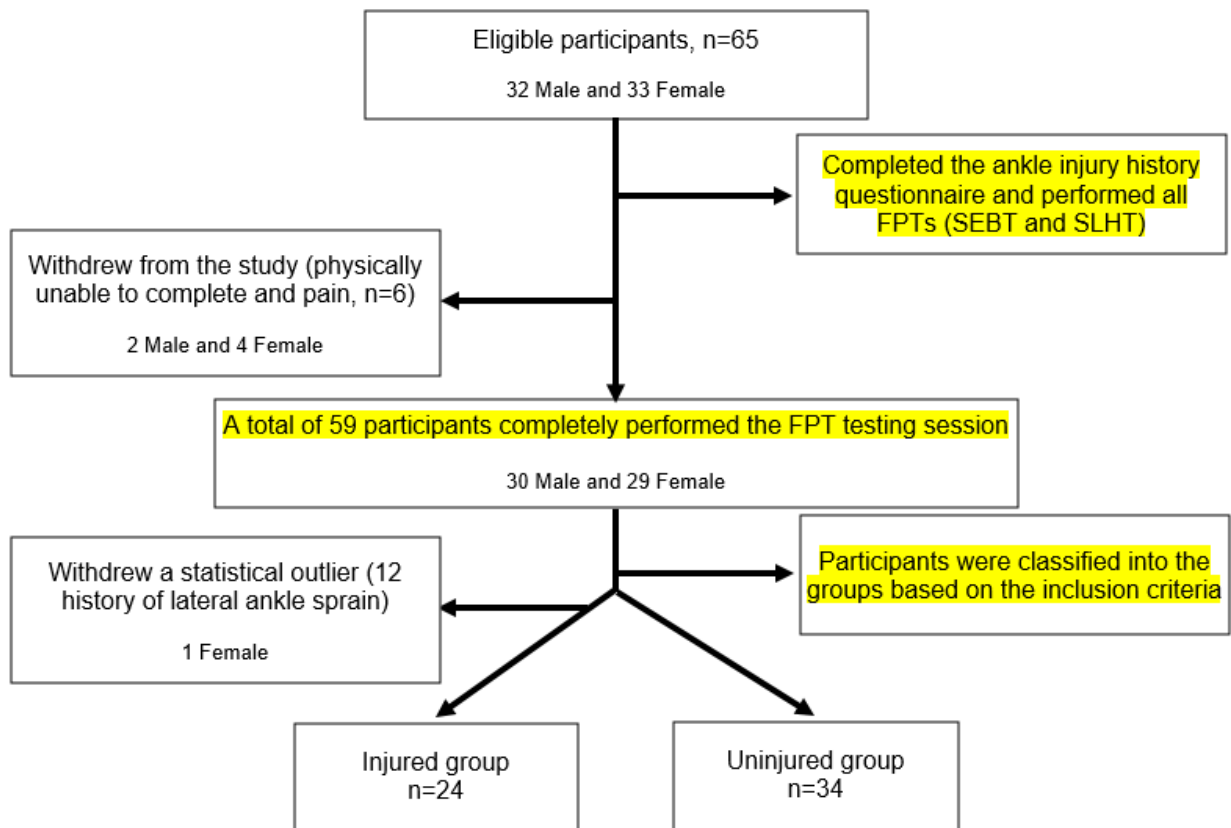 Eligible participants, n=65
32 Male and 33 Female
Completed the ankle injury history
questionnaire and performed all
FPTs (SEBT and SLHT)
Withdrew from the study (physically
unable to complete and pain, n=6)
2 Male and 4 Female
A total of 59 participants completely performed the FPT testing session
30 Male and 29 Female
Withdrew a statistical outlier (12
history of lateral ankle sprain)
1 Female
Participants were classified into the
groups based on the inclusion criteria
Injured group
n=24
Uninjured group
n=34